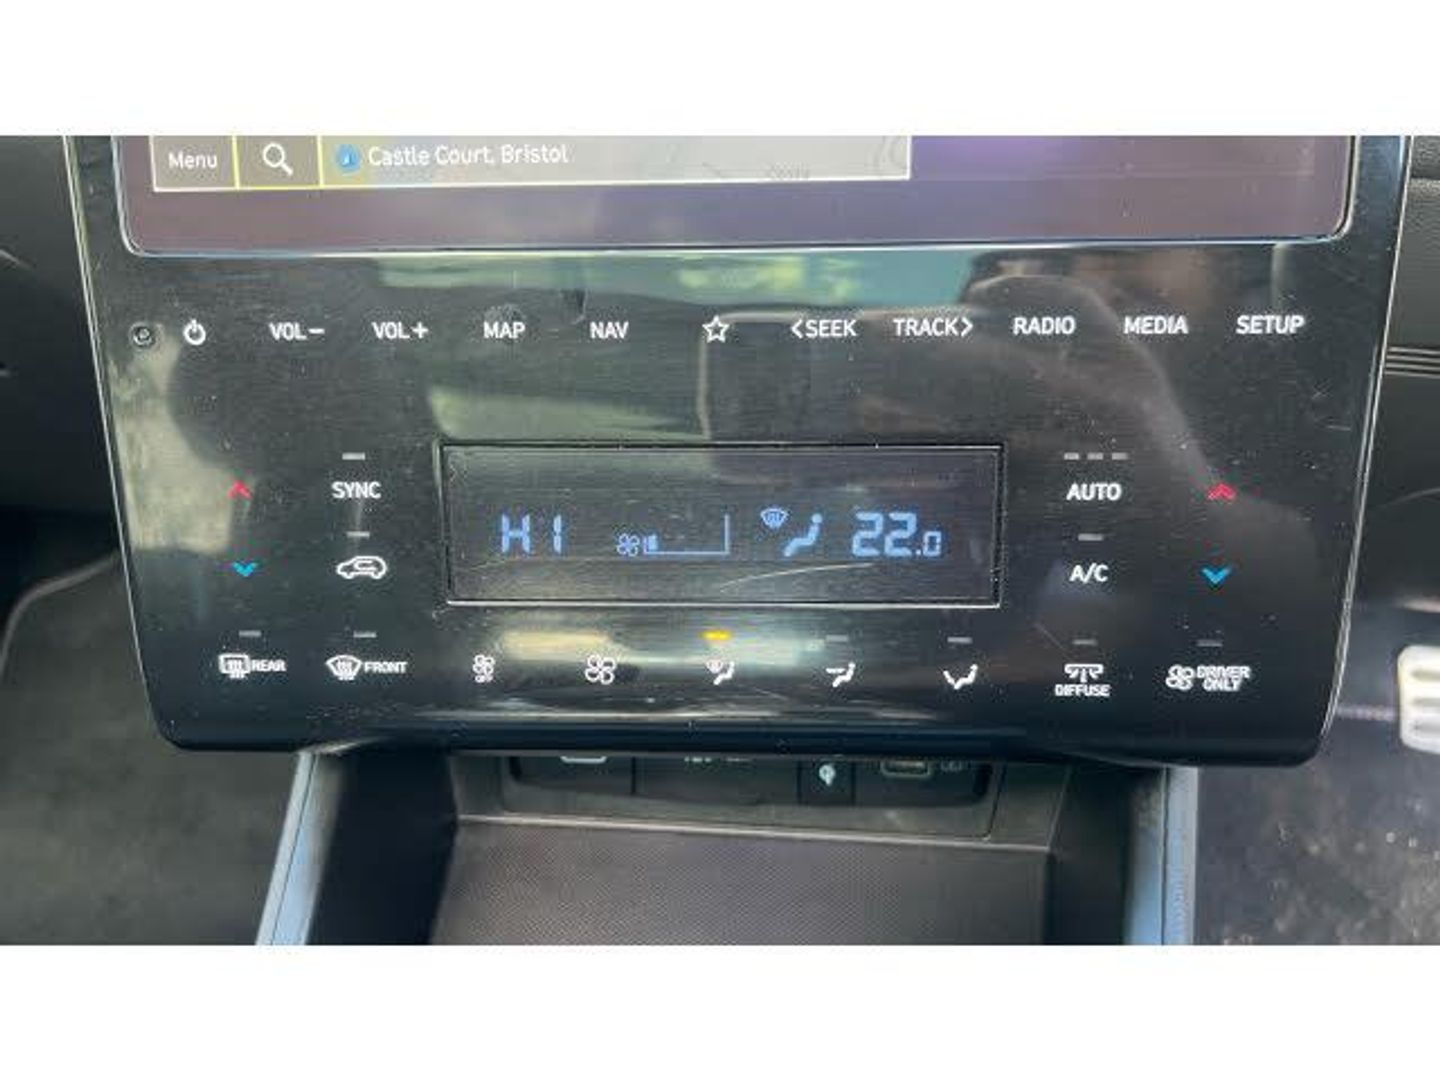 Menu
Castle Court, Bristol
VOL− VOL+ MAP NAV <SEEK TRACK> RADIO MEDIA SETUP
SYNC AUTO
HI 22.0
A/C
REAR FRONT DIFFUSE DRIVER ONLY